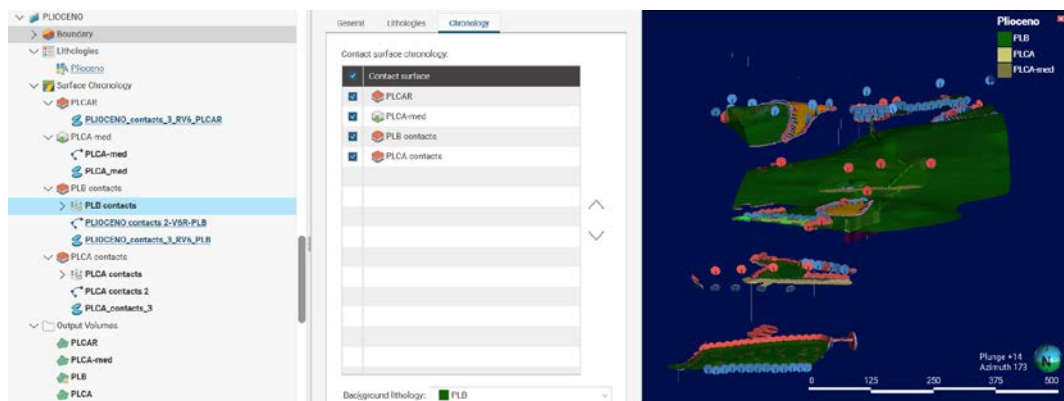 PLIOCENO
Boundary
Lithologies
Plioceno
Surface Chronology
PLCAR
PLIOCENO_contacts_3_RV6_PLCAR
PLCA-med
PLCA-med
PLCA_med
PLB contacts
PLB contacts
PLIOCENO contacts 2-V6R-PLB
PLIOCENO_contacts_3_RV6_PLB
PLCA contacts
PLCA contacts
PLCA contacts 2
PLCA_contacts_3
Output Volumes
PLCAR
PLCA-med
PLB
PLCA
General Lithologies Chronology
Contact surface chronology:
Contact surface
PLCAR
PLCA-med
PLB contacts
PLCA contacts
Background lithology: PLB
Plioceno
PLB
PLCA
PLCA-med
Plunge +14
Azimuth 173
N
0 125 250 375 500